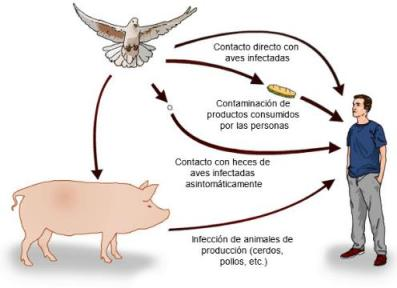 Contacto directo con
aves infectadas
Contaminación de
productos consumidos
por las personas
Contacto con heces de
aves infectadas
asintomáticamente
Infección de animales de
producción (cerdos,
pollos, etc.)